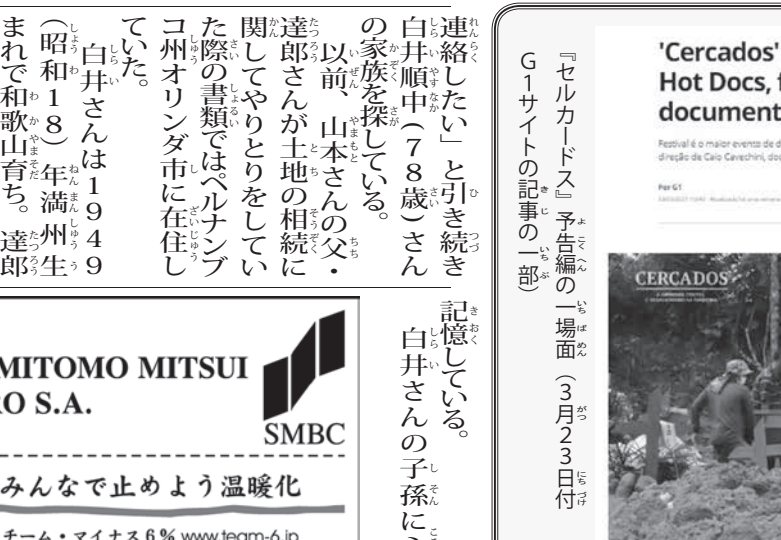 'Cercados'
Hot Docs,
document
Festival é o maior evento de
direção de Caio Cavechini,
Por G1
CERCADOS
『セルカードス』予告編の一場面（3月23日付
G1サイトの記事の一部）
連絡したい」と引き続き
白井順中(78歳)さん
の家族を探している。
以前、山本さんの父・
達郎さんが土地の相続に
関してやりとりをしてい
た際の書類ではペルナンブ
コ州オリンダ市に在住し
ていた。
白井さんは1949
(昭和18)年満州生
まれで和歌山育ち。達郎
記憶している。
白井さんの子孫に
MITOMO MITSUI
RO S.A.
SMBC
みんなで止めよう温暖化
チーム・マイナス6% www.team-6.jp